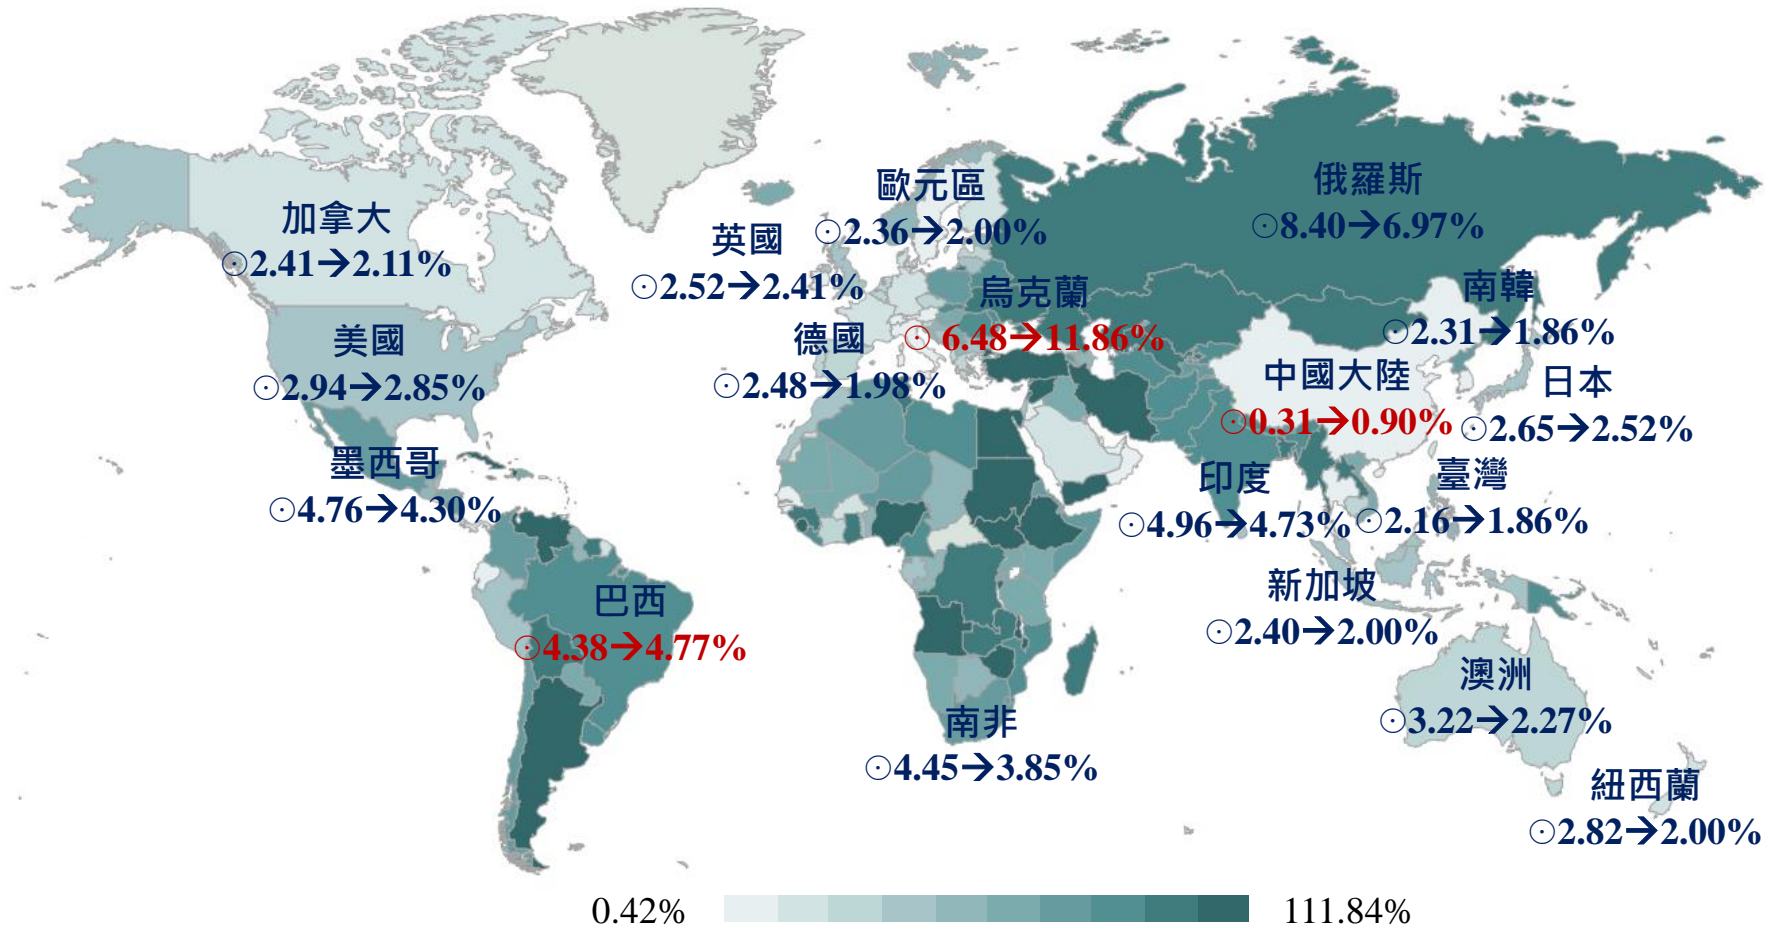 歐元區
⊙2.36→2.00%
俄羅斯
⊙8.40→6.97%
加拿大
⊙2.41→2.11%
英國
⊙2.52→2.41%
烏克蘭
⊙ 6.48→11.86%
南韓
⊙2.31→1.86%
美國
⊙2.94→2.85%
德國
⊙2.48→1.98%
中國大陸
⊙0.31→0.90%
日本
⊙2.65→2.52%
墨西哥
⊙4.76→4.30%
印度
⊙4.96→4.73%
臺灣
⊙2.16→1.86%
巴西
⊙4.38→4.77%
新加坡
⊙2.40→2.00%
南非
⊙4.45→3.85%
澳洲
⊙3.22→2.27%
紐西蘭
⊙2.82→2.00%
0.42% 111.84%